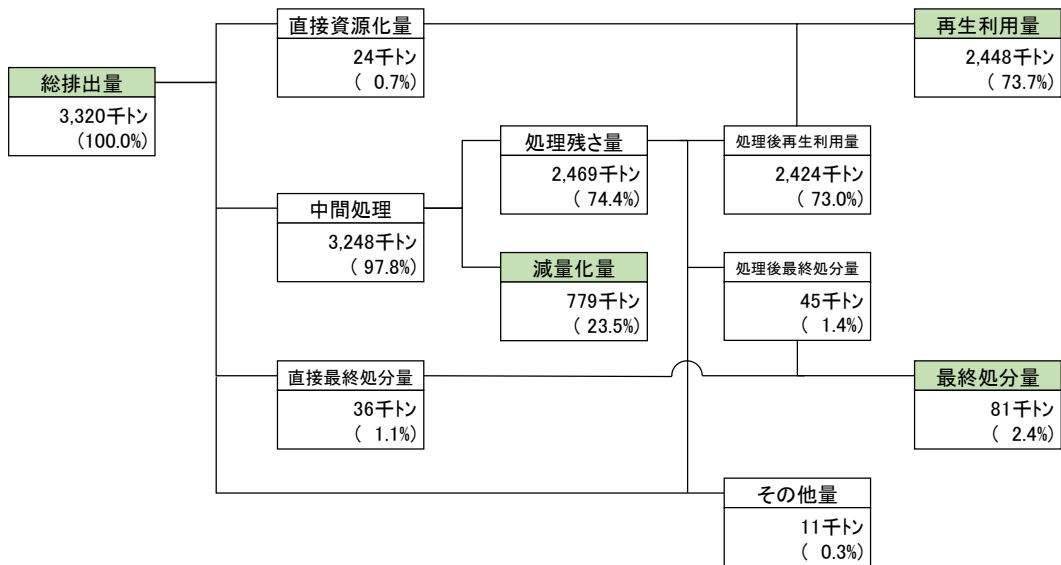 直接資源化量
24千トン
( 0.7%)
再生利用量
2,448千トン
( 73.7%)
総排出量
3,320千トン
(100.0%)
処理残さ量
2,469千トン
( 74.4%)
処理後再生利用量
2,424千トン
( 73.0%)
中間処理
3,248千トン
( 97.8%)
減量化量
779千トン
( 23.5%)
処理後最終処分量
45千トン
( 1.4%)
直接最終処分量
36千トン
( 1.1%)
最終処分量
81千トン
( 2.4%)
その他量
11千トン
( 0.3%)